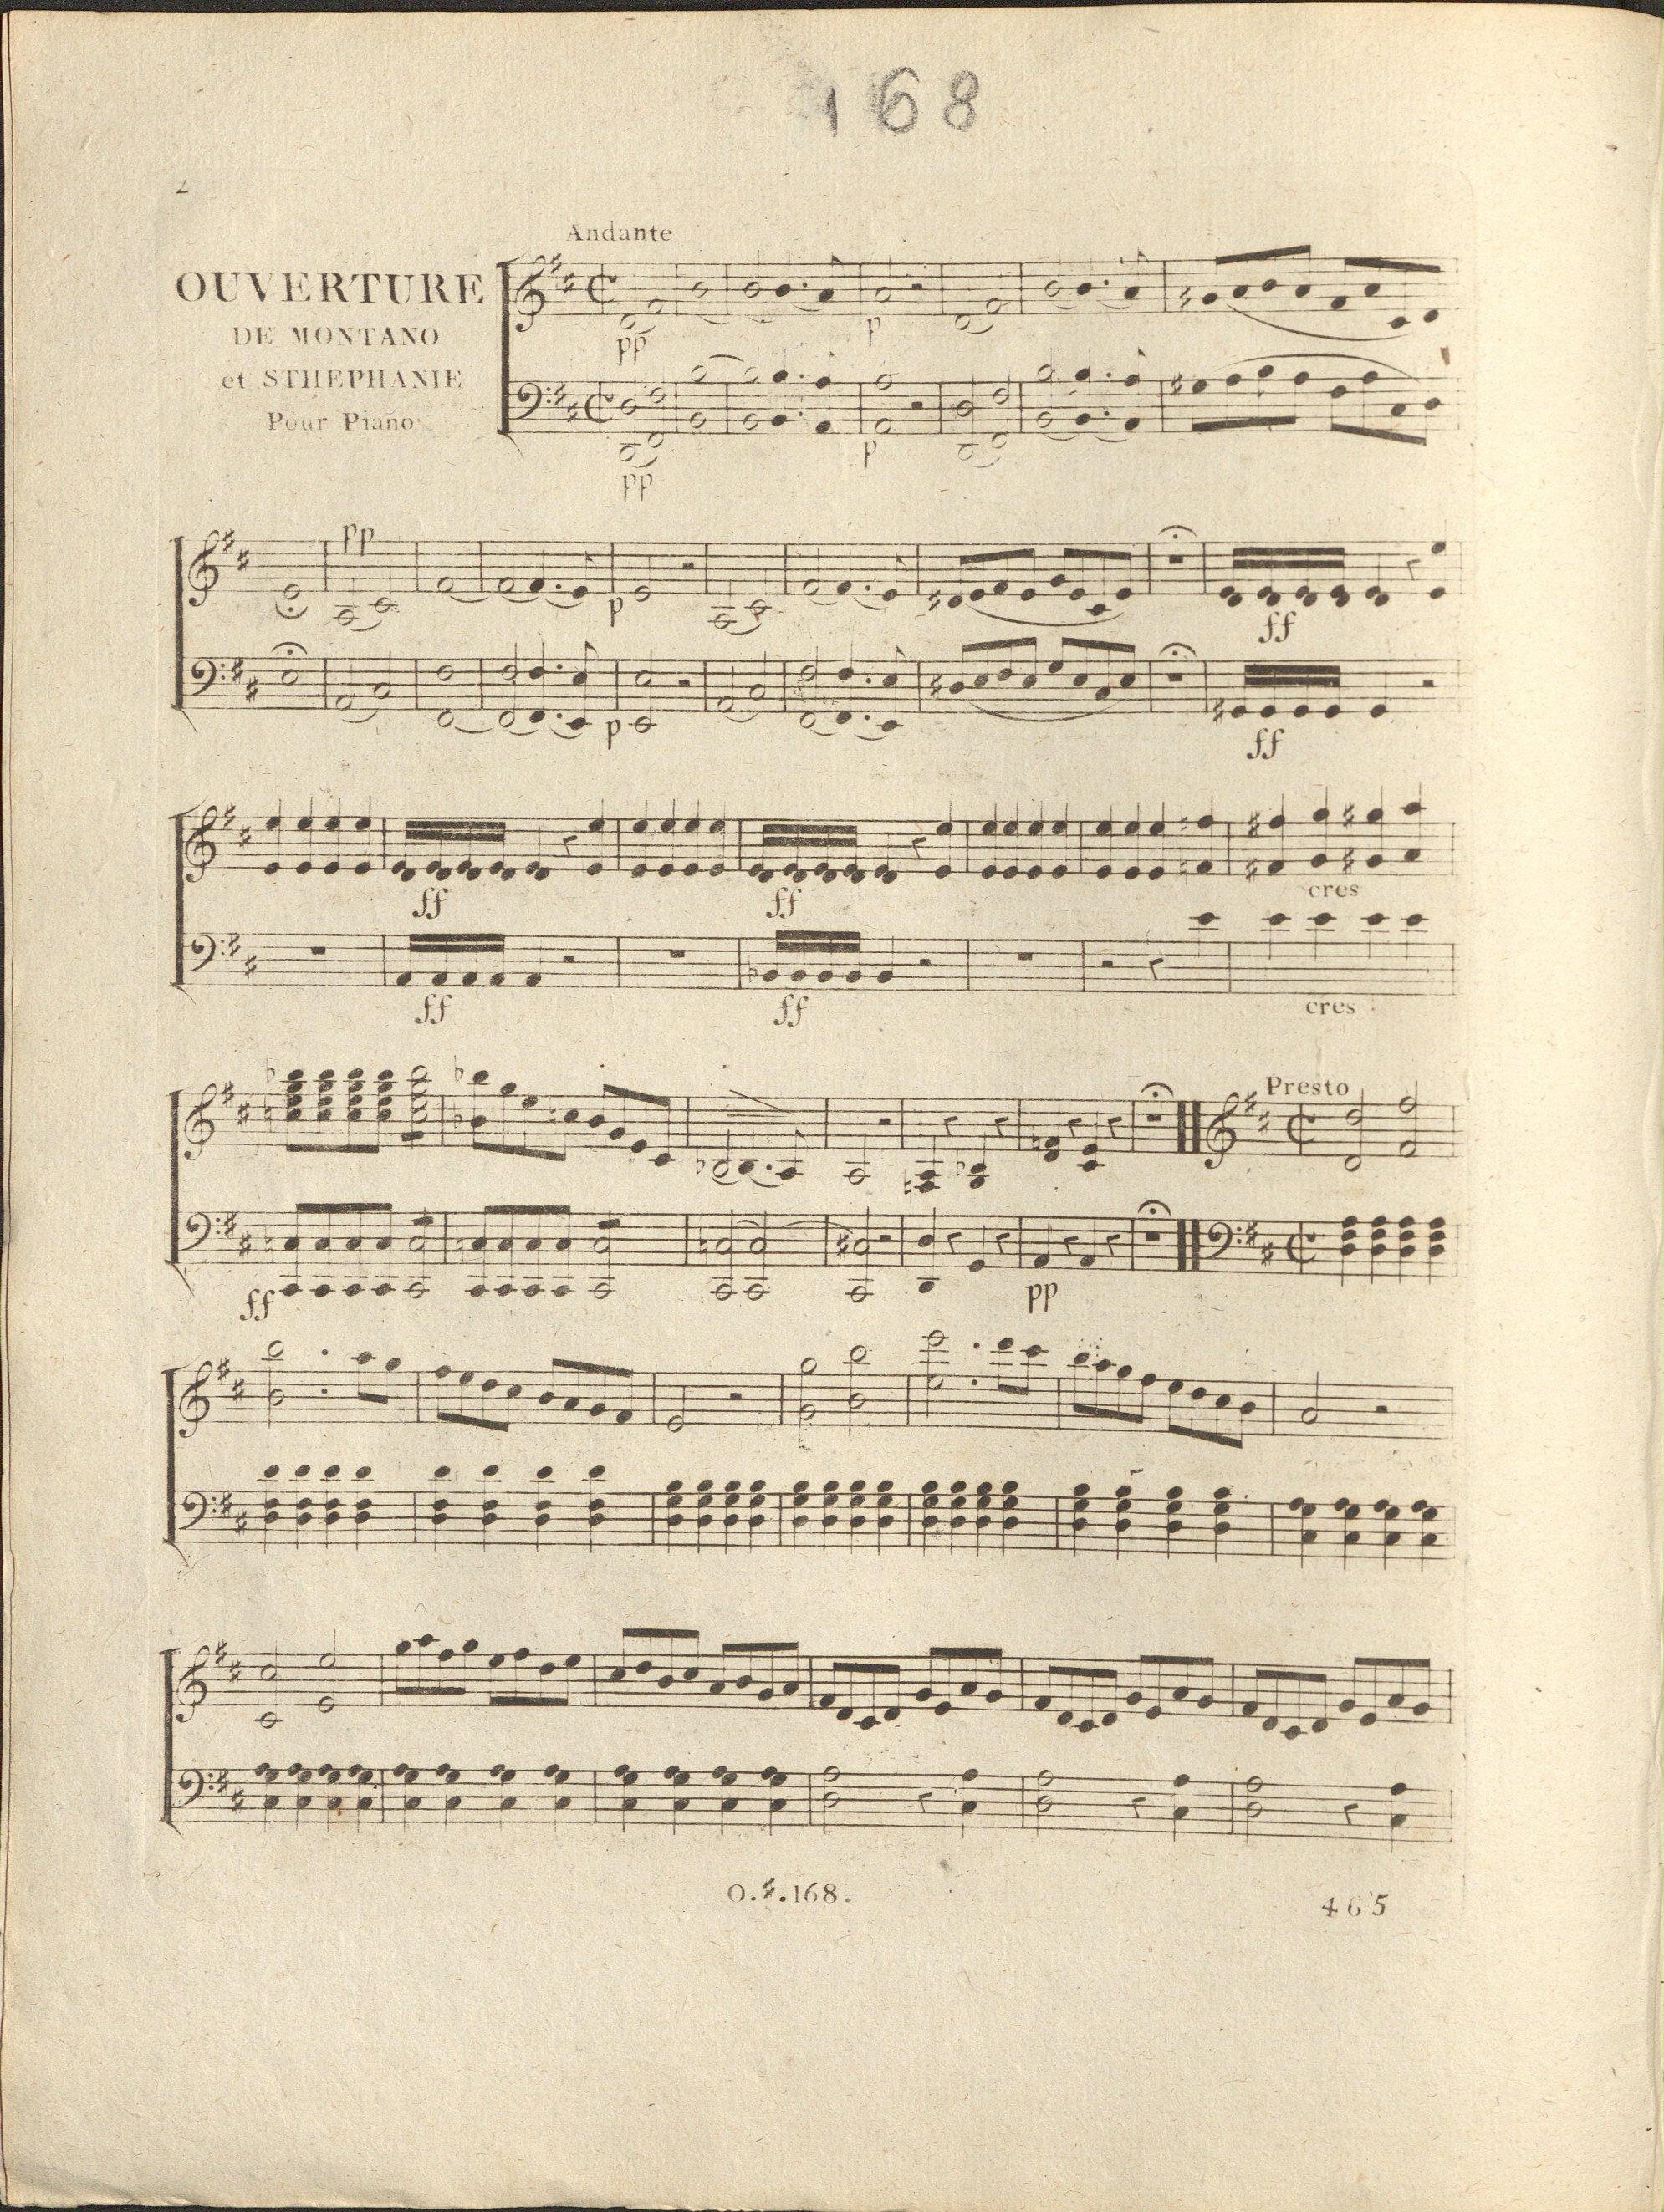 168
2
Andante
OUVERTURE
DE MONTANO
et STHEPHANIE
Pour Piano
pp
p
p
pp
pp
p
p
ff
ff
ff
ff
cres
ff
ff
cres
Presto
ff
pp
O.#.168.
465